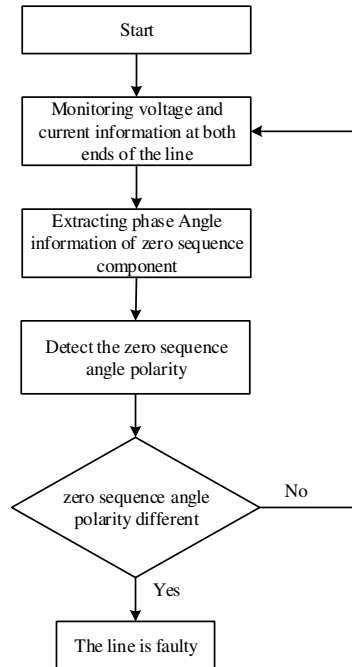 Start
Monitoring voltage and
current information at both
ends of the line
Extracting phase Angle
information of zero sequence
component
Detect the zero sequence
angle polarity
zero sequence angle
polarity different
No
Yes
The line is faulty